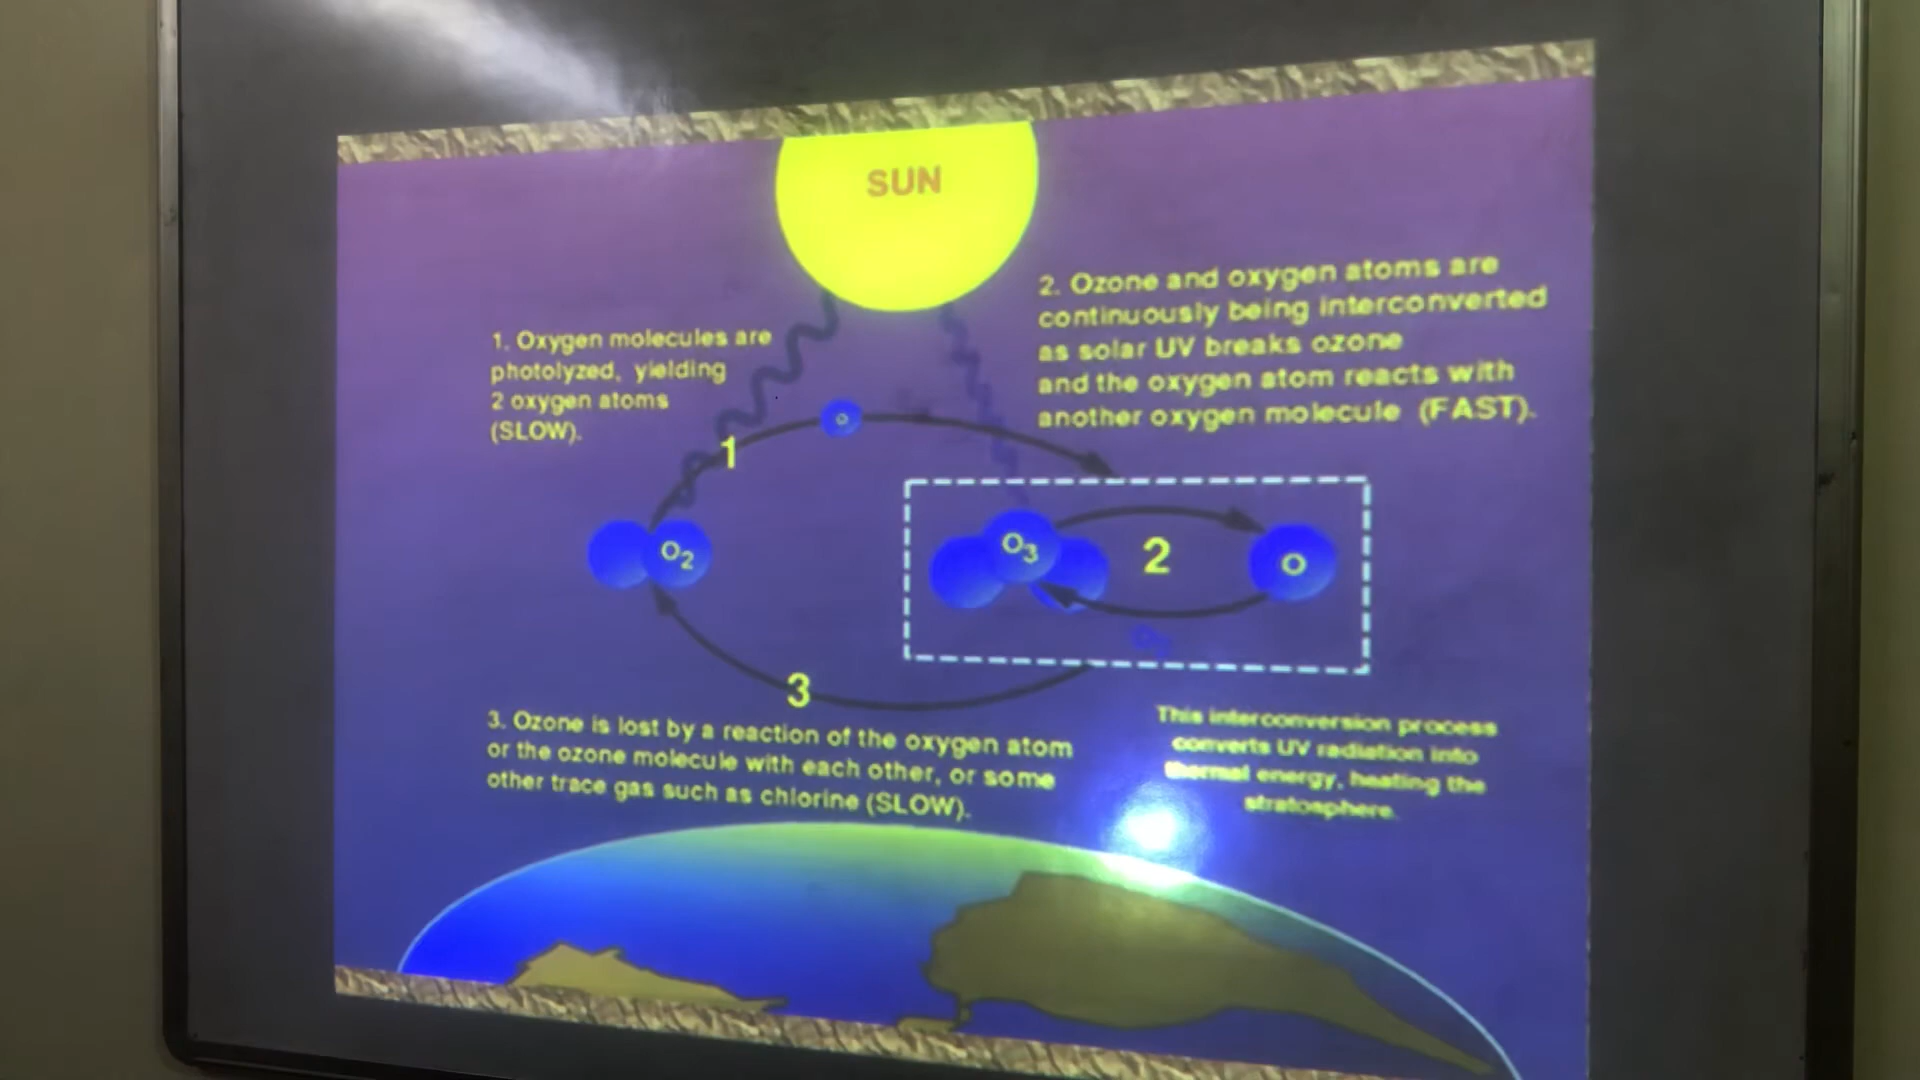 SUN
1. Oxygen molecules are
photolyzed, yielding
2 oxygen atoms
(SLOW).
2. Ozone and oxygen atoms are
continuously being interconverted
as solar UV breaks ozone
and the oxygen atom reacts with
another oxygen molecule (FAST).
O
1
O₂
O₃
2
O
O₂
3
3. Ozone is lost by a reaction of the oxygen atom
or the ozone molecule with each other, or some
other trace gas such as chlorine (SLOW).
This interconversion process
converts UV radiation into
thermal energy, heating the
stratosphere.